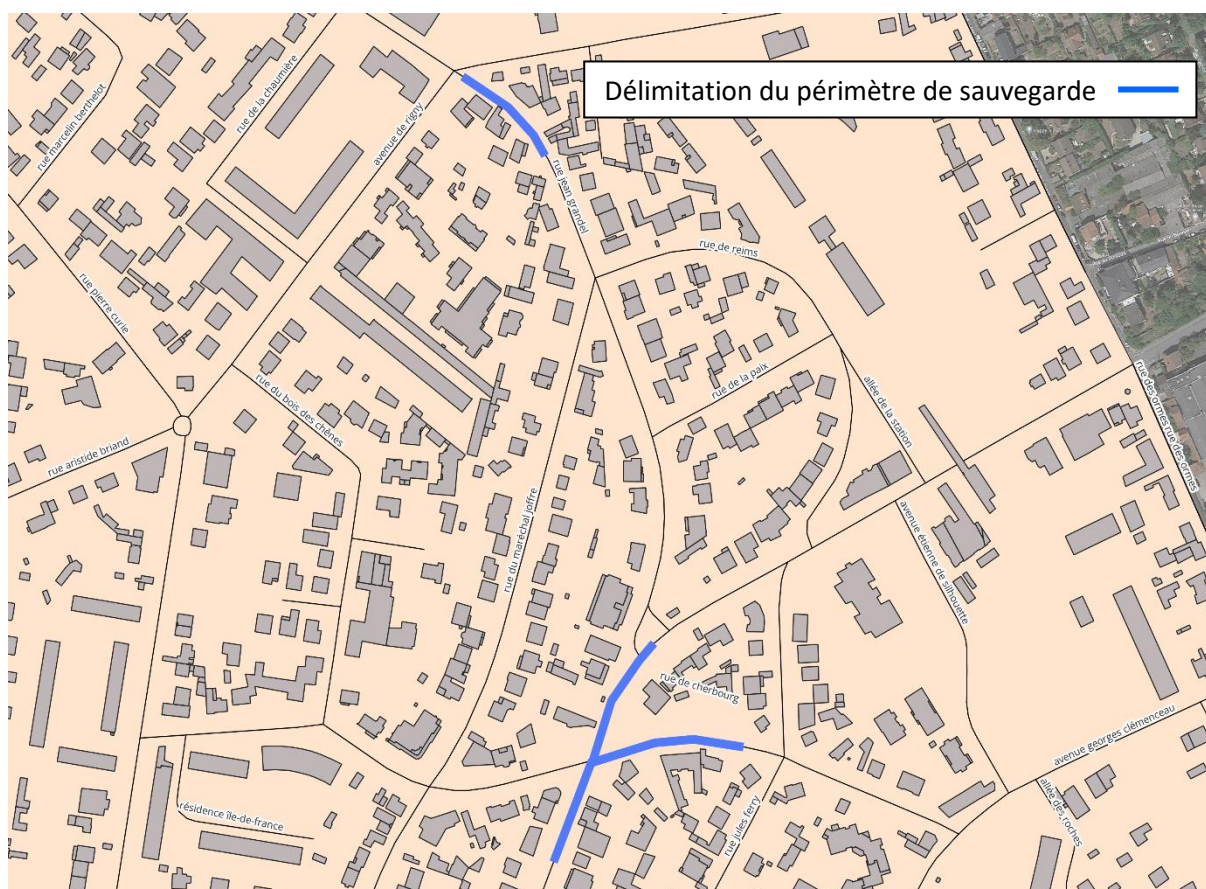 Délimitation du périmètre de sauvegarde
rue marcelin berthelot
rue de la chaumière
avenue de rigny
rue jean grandel
rue de reims
rue pierre curie
rue du bois des chênes
rue de la paix
allée de la station
rue des ormes rue des ormes
rue aristide briand
rue du maréchal joffre
avenue étienne de silhouette
rue de cherbourg
avenue georges clémenceau
résidence île-de-france
rue jules ferry
allée des roches